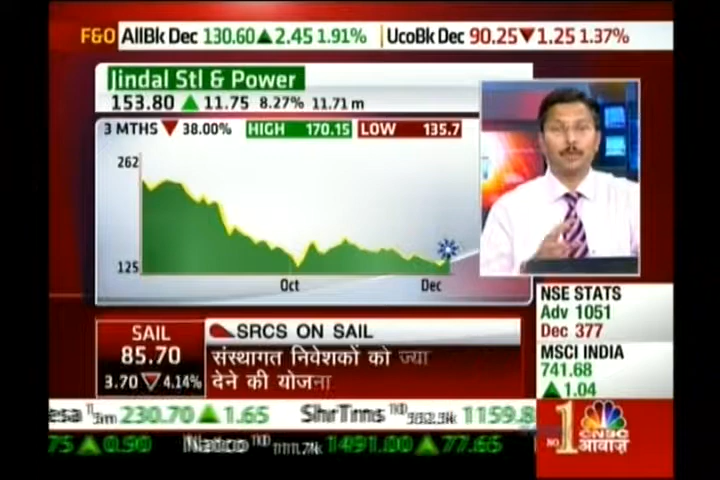 F&O AllBk Dec 130.60 ▲ 2.45 1.91% UcoBk Dec 90.25 ▼ 1.25 1.37%
Jindal Stl & Power
153.80 ▲ 11.75 8.27% 11.71 m
3 MTHS ▼ 38.00% HIGH 170.15 LOW 135.7
262
125
Oct Dec
NSE STATS
Adv 1051
Dec 377
MSCI INDIA
741.68
▲ 1.04
SAIL
85.70
3.70 ▼ 4.14%
SRCS ON SAIL
संस्थागत निवेशकों को ज्या
देने की योजना
esa 230.70 ▲ 1.65 ShrTrns 1159.8
75 ▲ 0.90 Natco 1491.00 ▲ 77.65
NO. 1 CNBC
आवाज़